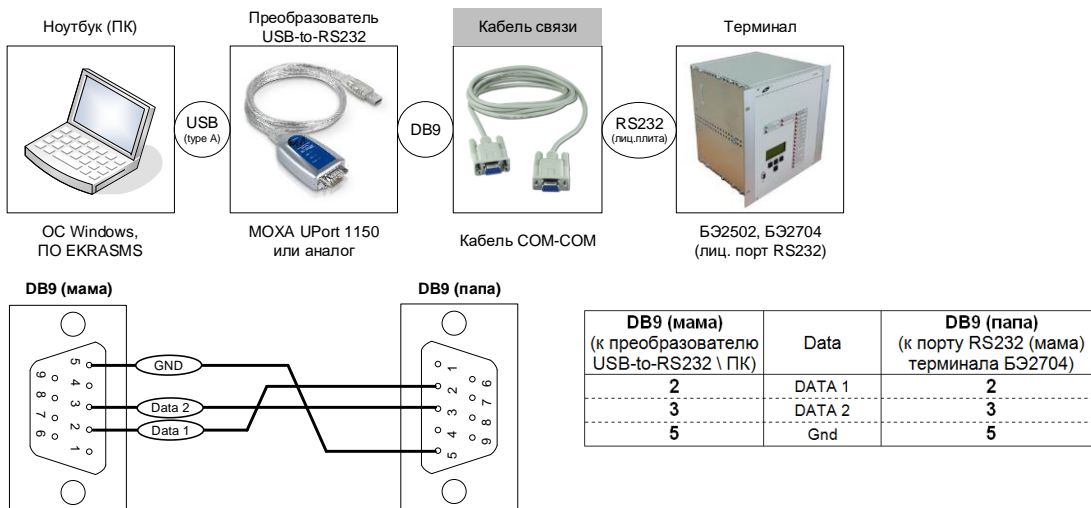 Ноутбук (ПК)
Преобразователь
USB-to-RS232
Кабель связи
Терминал
USB
(type A)
DB9
RS232
(лиц.плита)
ОС Windows,
ПО EKRASMS
MOXA UPort 1150
или аналог
Кабель COM-COM
БЭ2502, БЭ2704
(лиц. порт RS232)
DB9 (мама)
5
4
3
2
1
9
8
7
6
GND
Data 2
Data 1
DB9 (папа)
1
2
3
4
5
6
7
8
9
DB9 (мама)
(к преобразователю
USB-to-RS232 \ ПК)
Data
DB9 (папа)
(к порту RS232 (мама)
терминала БЭ2704)
2 DATA 1 2
3 DATA 2 3
5 Gnd 5